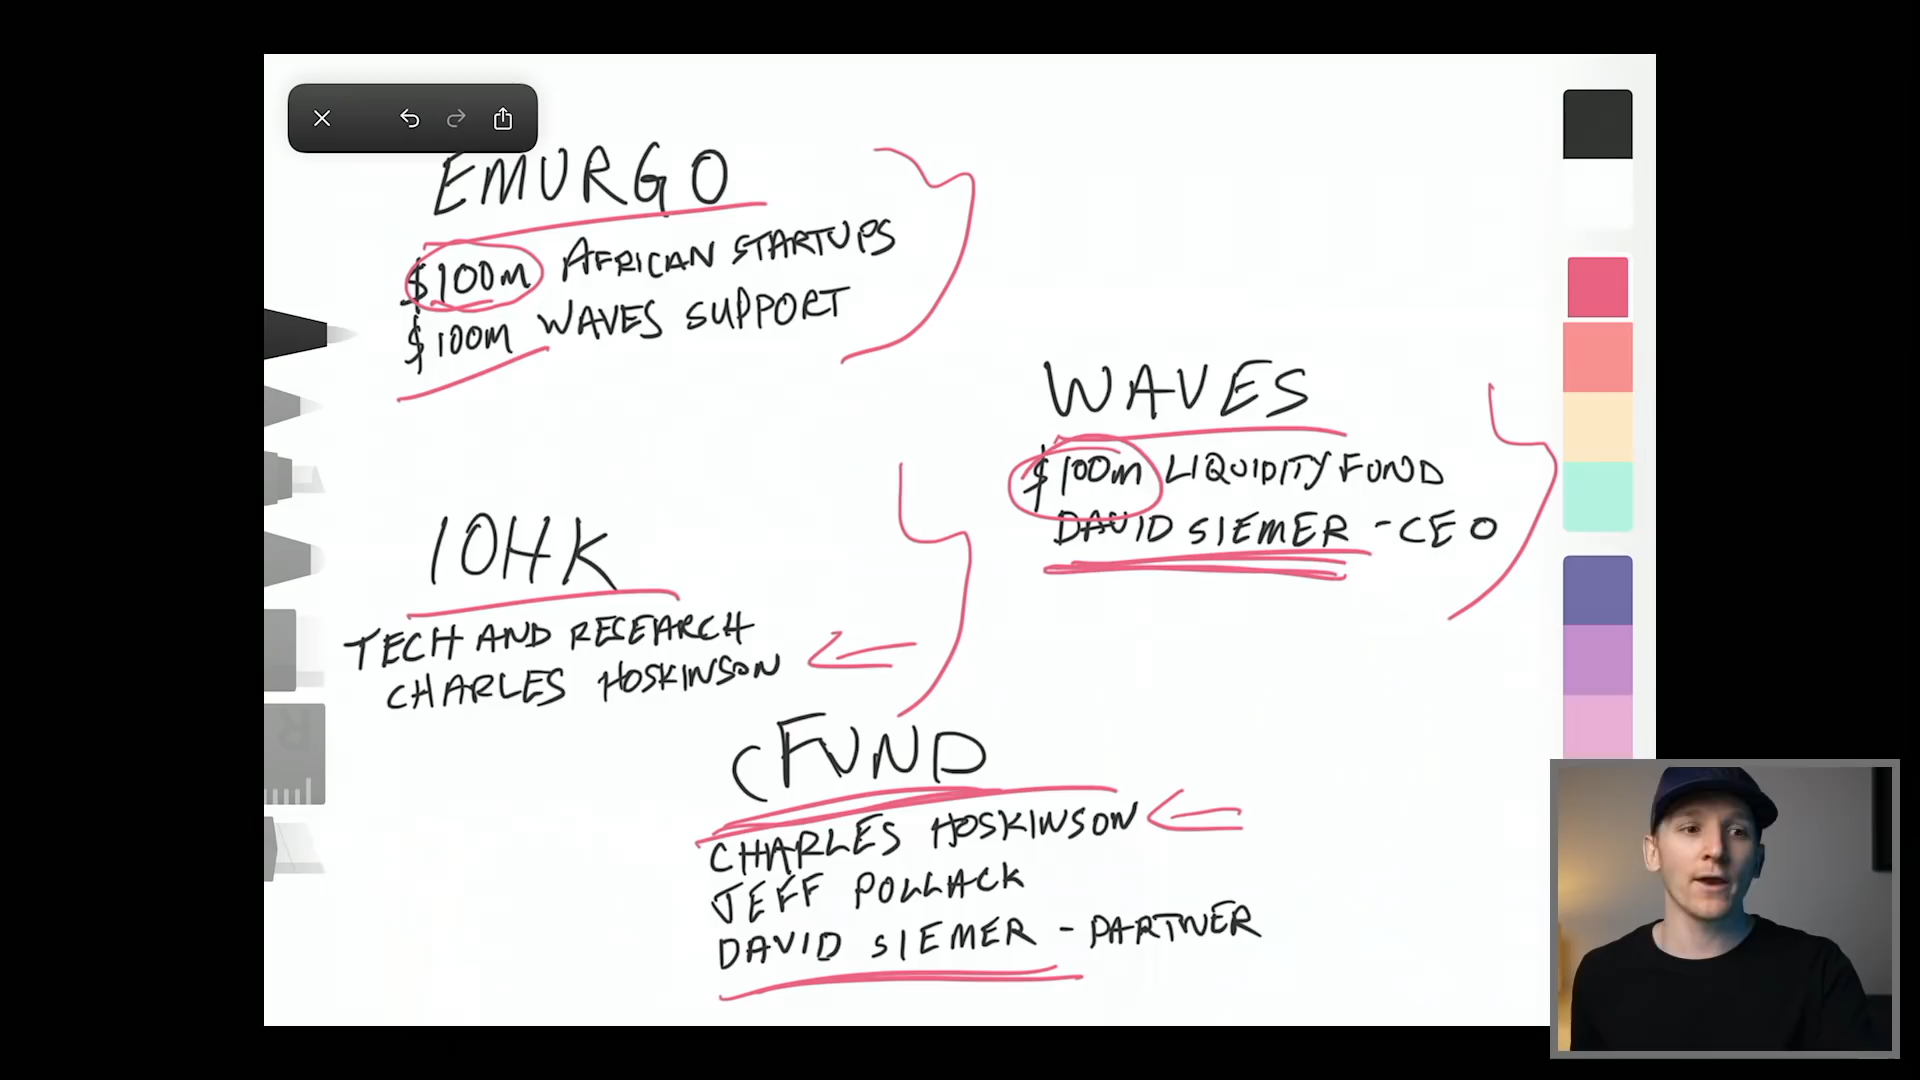 EMURGO
$100M AFRICAN STARTUPS
$100M WAVES SUPPORT
WAVES
$100M LIQUIDITY FUND
DAVID SIEMER - CEO
IOHK
TECH AND RESEARCH
CHARLES HOSKINSON
CFUND
CHARLES HOSKINSON
JEFF POLLACK
DAVID SIEMER - PARTNER